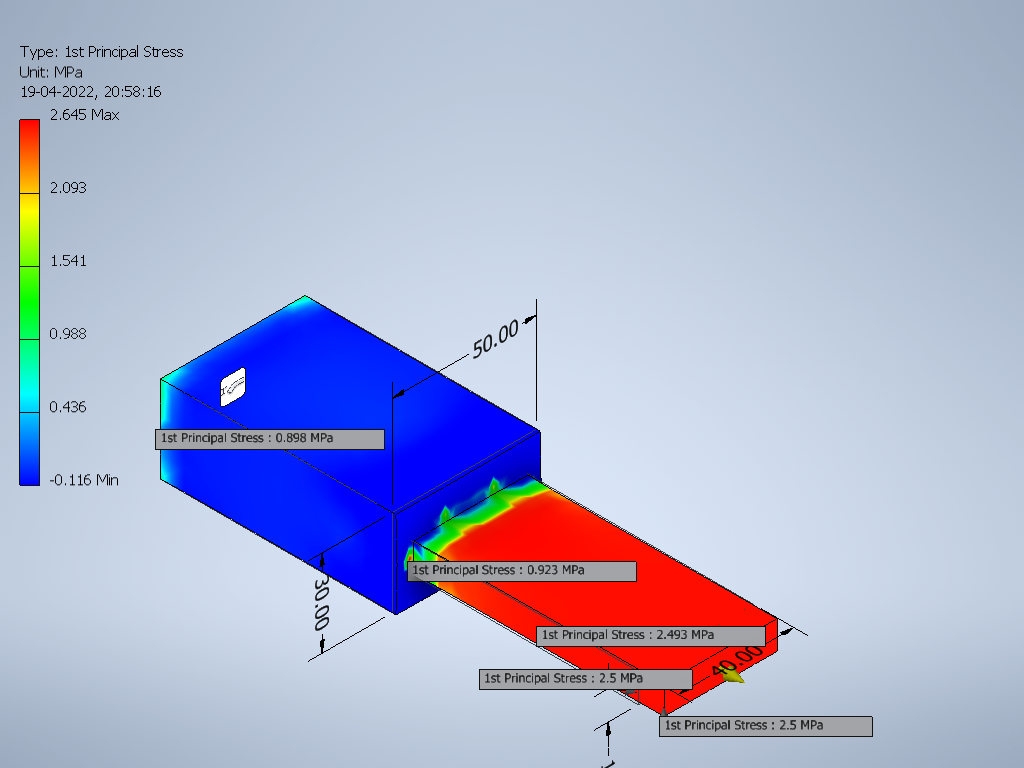 Type: 1st Principal Stress
Unit: MPa
19-04-2022, 20:58:16
2.645 Max
2.093
1.541
0.988
0.436
-0.116 Min
50.00
1st Principal Stress : 0.898 MPa
1st Principal Stress : 0.923 MPa
30.00
1st Principal Stress : 2.493 MPa
40.00
1st Principal Stress : 2.5 MPa
1st Principal Stress : 2.5 MPa